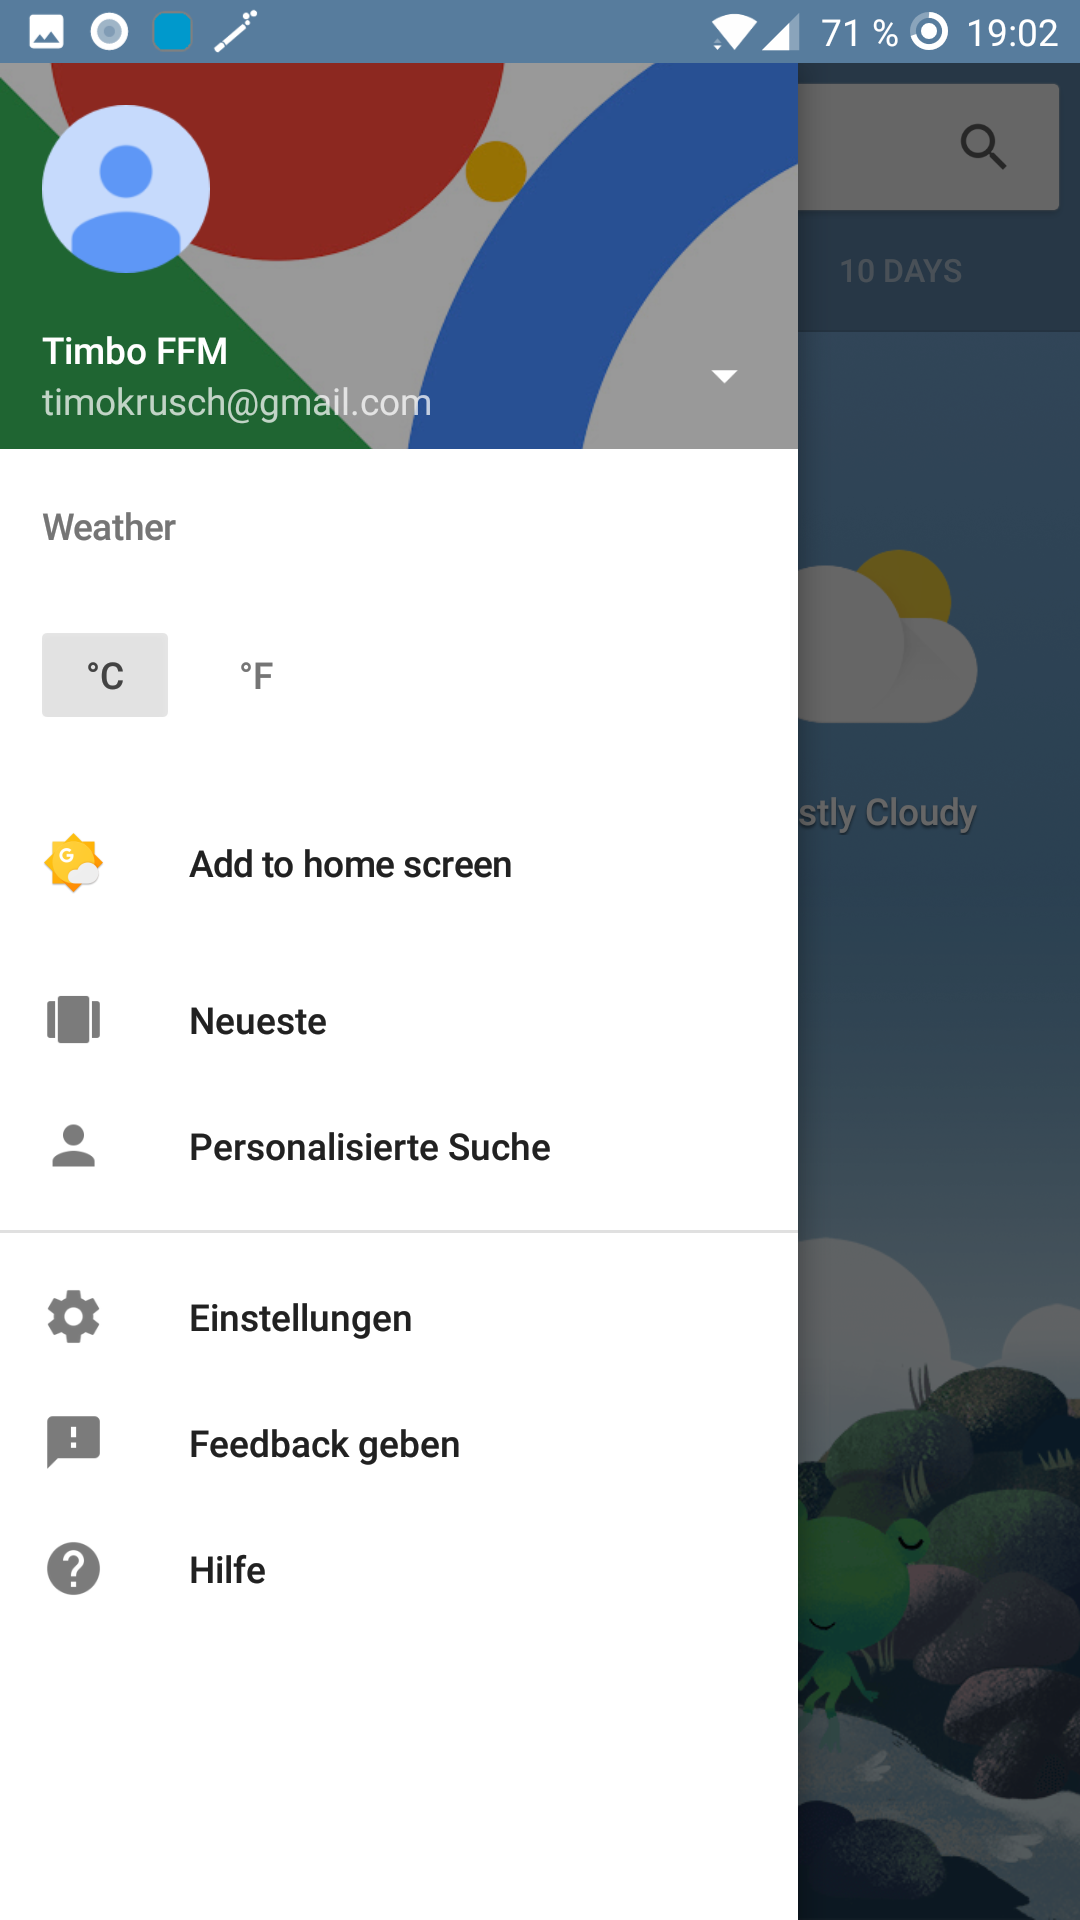 71 % 19:02
10 DAYS
Timbo FFM
timokrusch@gmail.com
Weather
°C °F
stly Cloudy
G
Add to home screen
Neueste
Personalisierte Suche
Einstellungen
Feedback geben
Hilfe